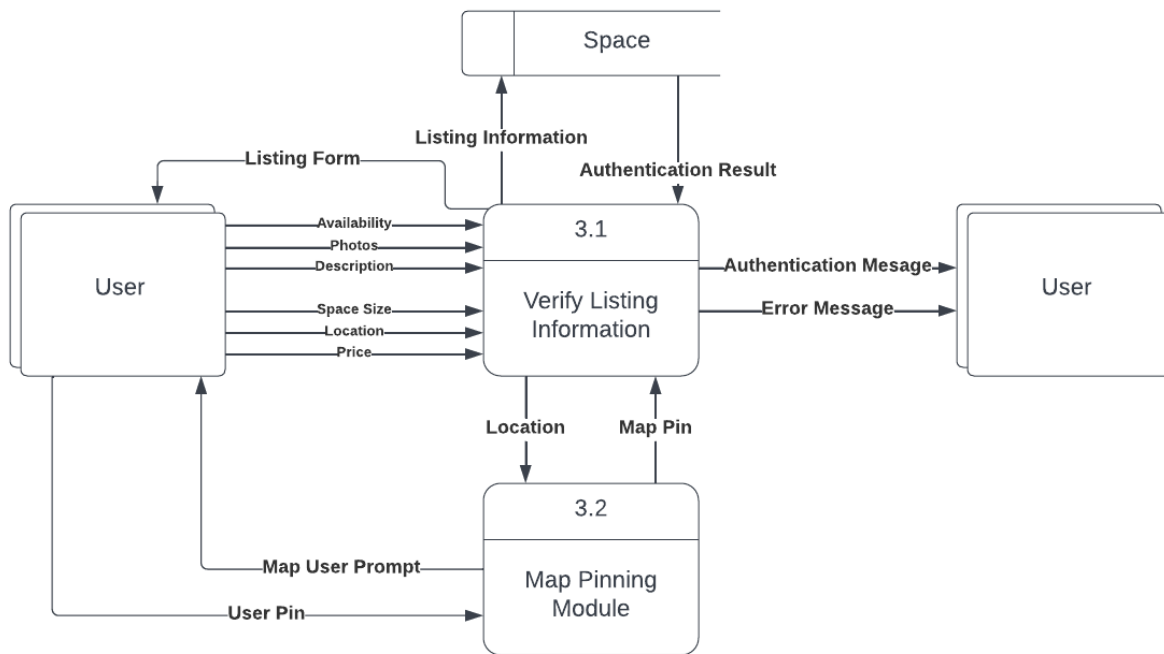 Space
Listing Information
Listing Form
Authentication Result
Availability
Photos
Description
Space Size
Location
Price
User
3.1
Verify Listing
Information
Authentication Mesage
Error Message
User
Location
Map Pin
3.2
Map Pinning
Module
Map User Prompt
User Pin